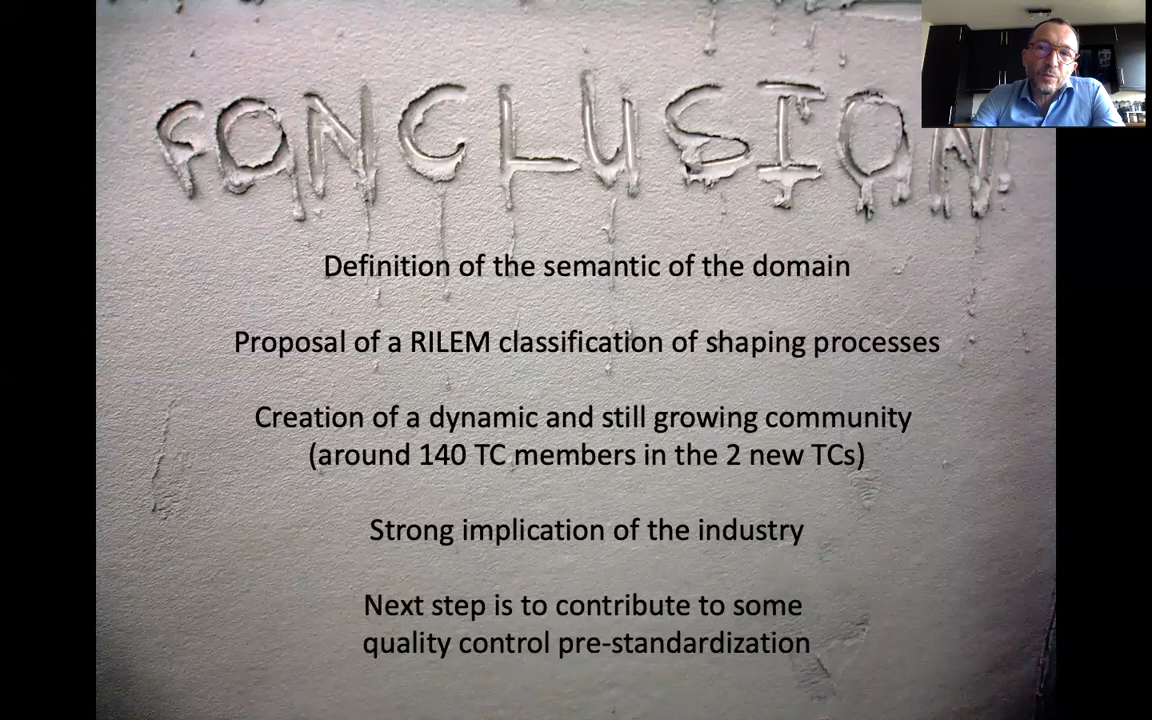 CONCLUSION
Definition of the semantic of the domain
Proposal of a RILEM classification of shaping processes
Creation of a dynamic and still growing community
(around 140 TC members in the 2 new TCs)
Strong implication of the industry
Next step is to contribute to some
quality control pre-standardization